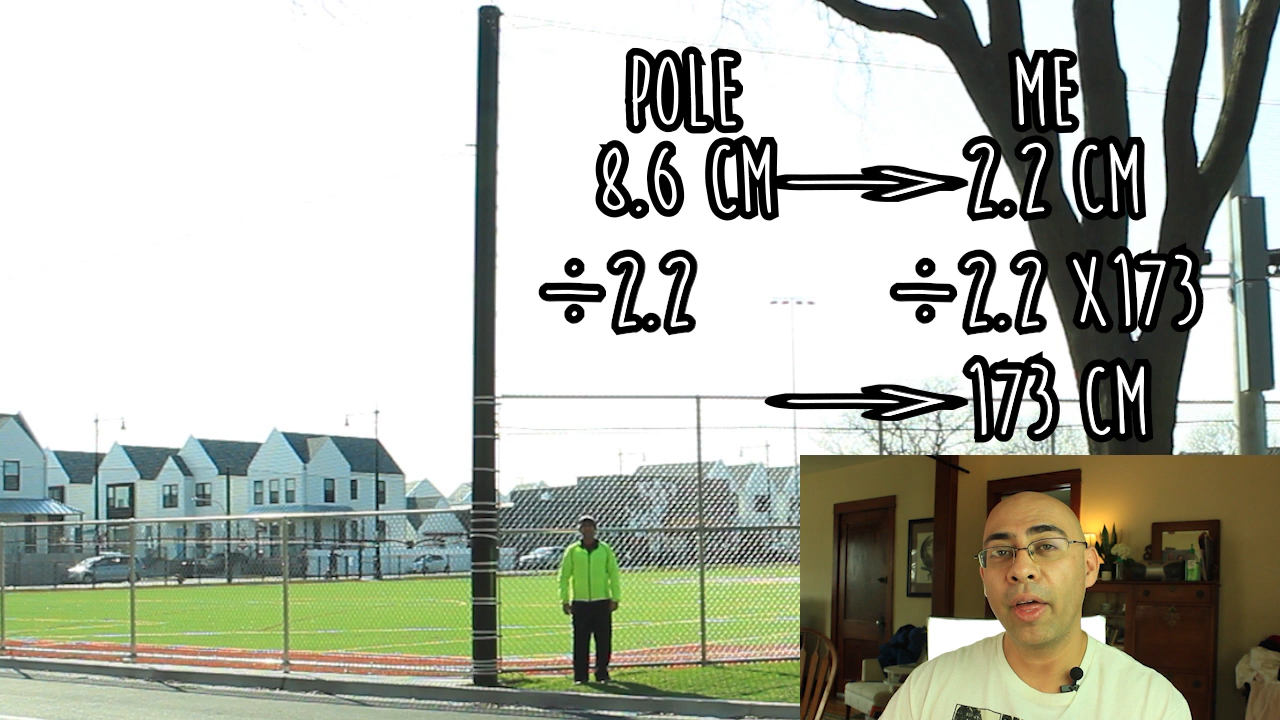 POLE ME
8.6 CM → 2.2 CM
÷2.2 ÷2.2 X173
→ 173 CM